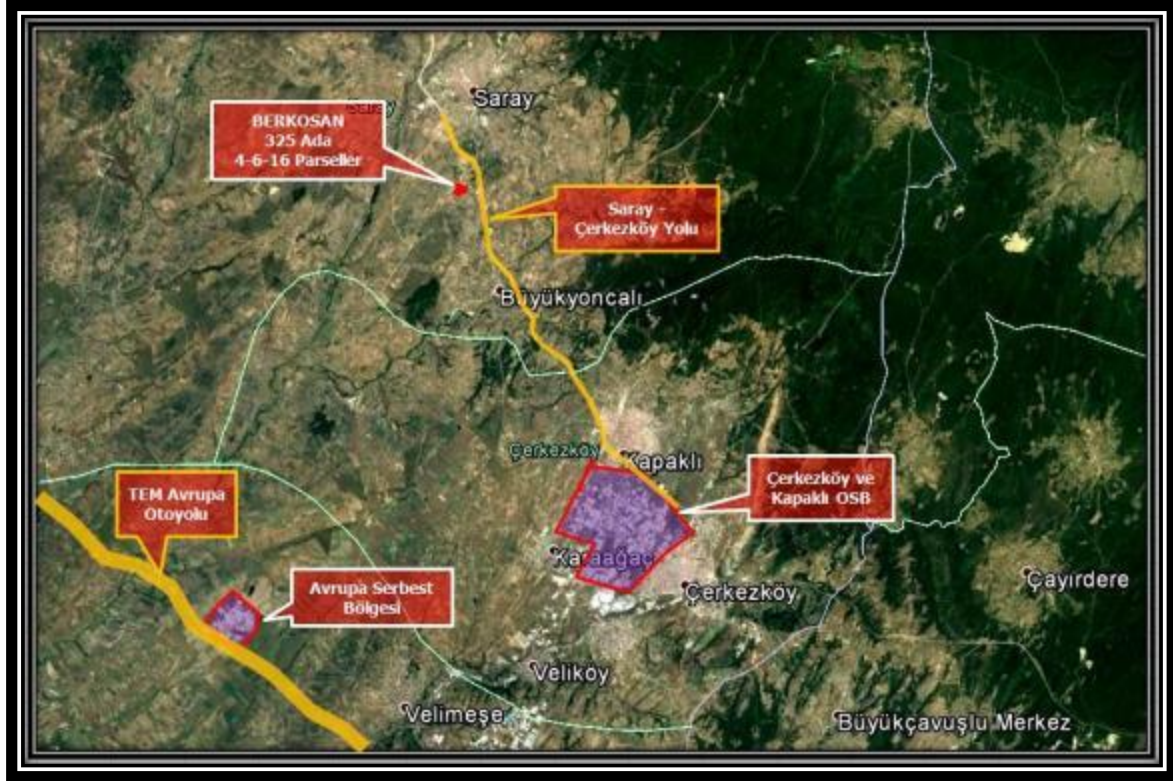 Saray
Saray
BERKOSAN
325 Ada
4-6-16 Parseller
Saray -
Çerkezköy Yolu
Büyükyoncalı
Çerkezköy
Kapaklı
TEM Avrupa
Otoyolu
Çerkezköy ve
Kapaklı OSB
Karaağaç
Avrupa Serbest
Bölgesi
Çerkezköy
Çayırdere
Veliköy
Velimeşe
Büyükçavuşlu Merkez